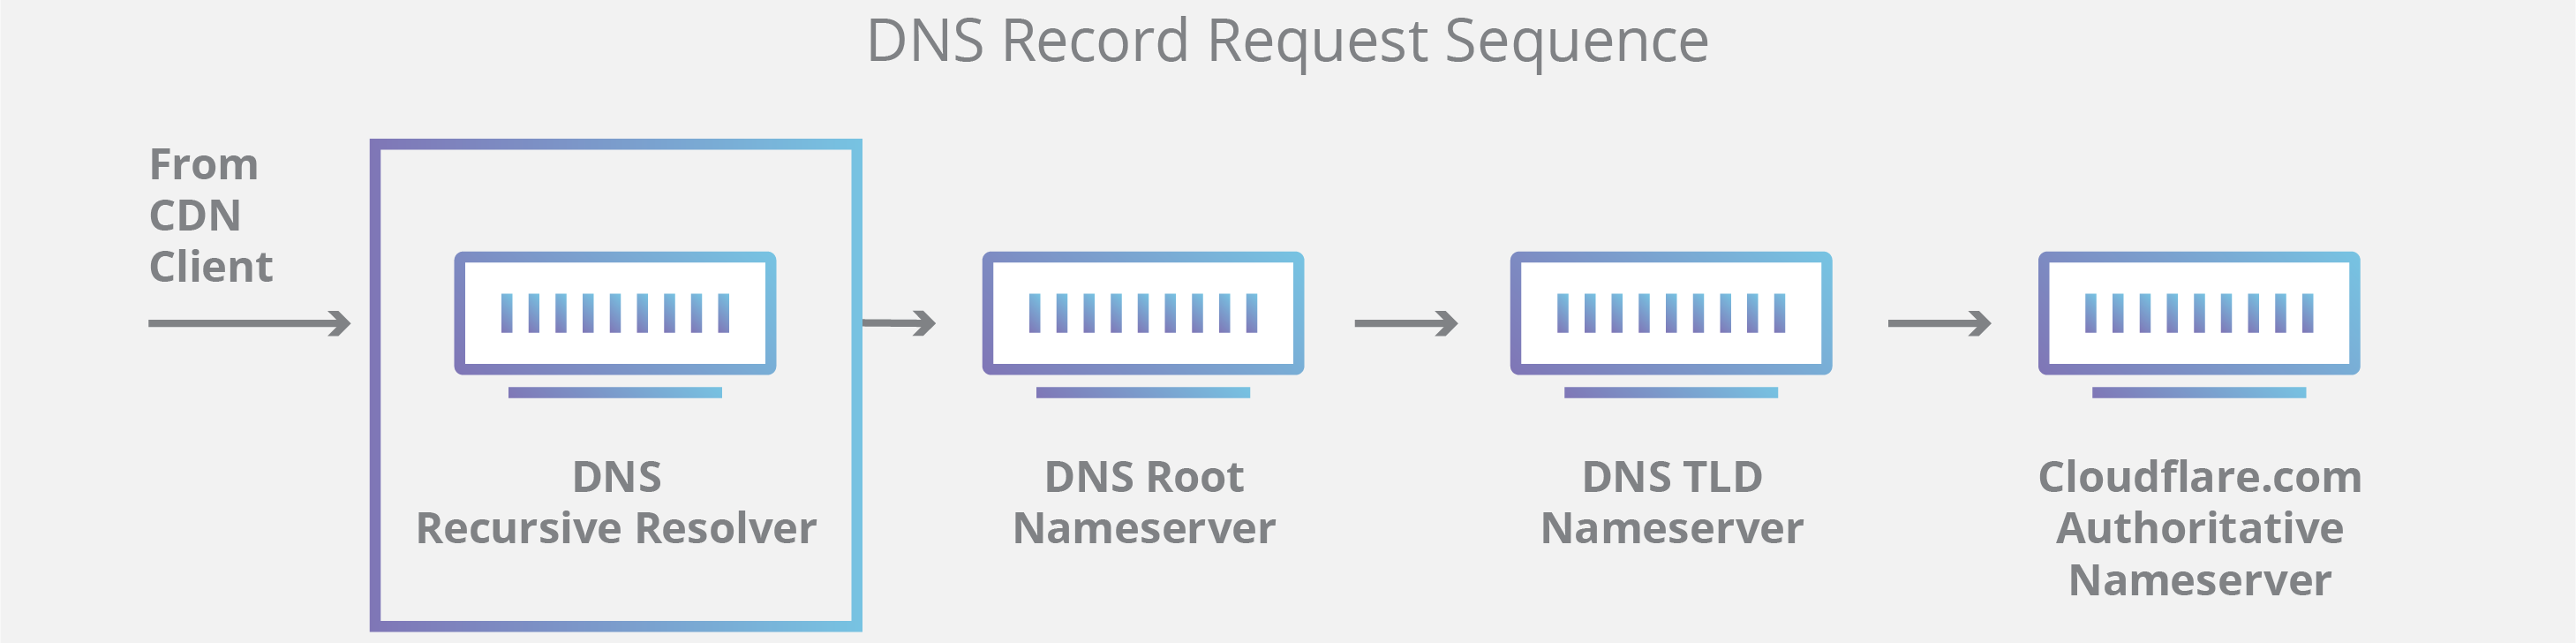 DNS Record Request Sequence
From
CDN
Client
DNS
Recursive Resolver
DNS Root
Nameserver
DNS TLD
Nameserver
Cloudflare.com
Authoritative
Nameserver